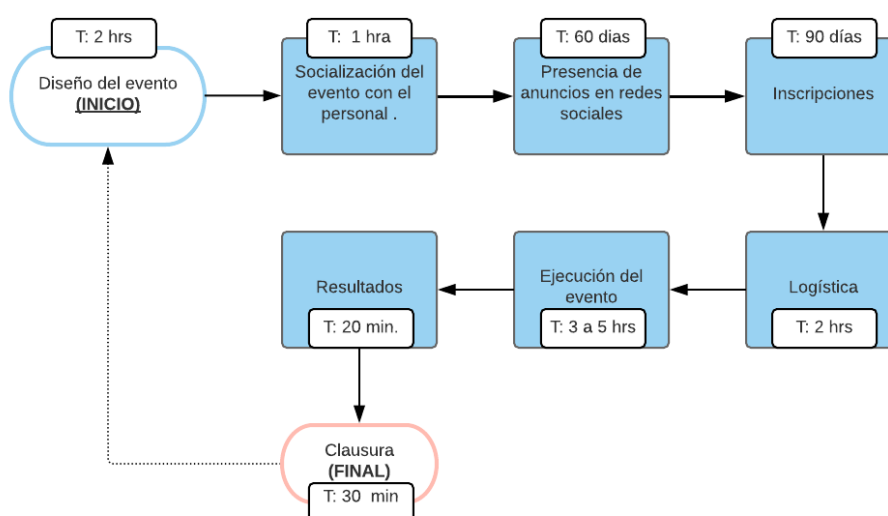 T: 2 hrs
Diseño del evento
(INICIO)
T: 1 hra
Socialización del
evento con el
personal .
T: 60 dias
Presencia de
anuncios en redes
sociales
T: 90 días
Inscripciones
Logística
T: 2 hrs
Ejecución del
evento
T: 3 a 5 hrs
Resultados
T: 20 min.
Clausura
(FINAL)
T: 30 min